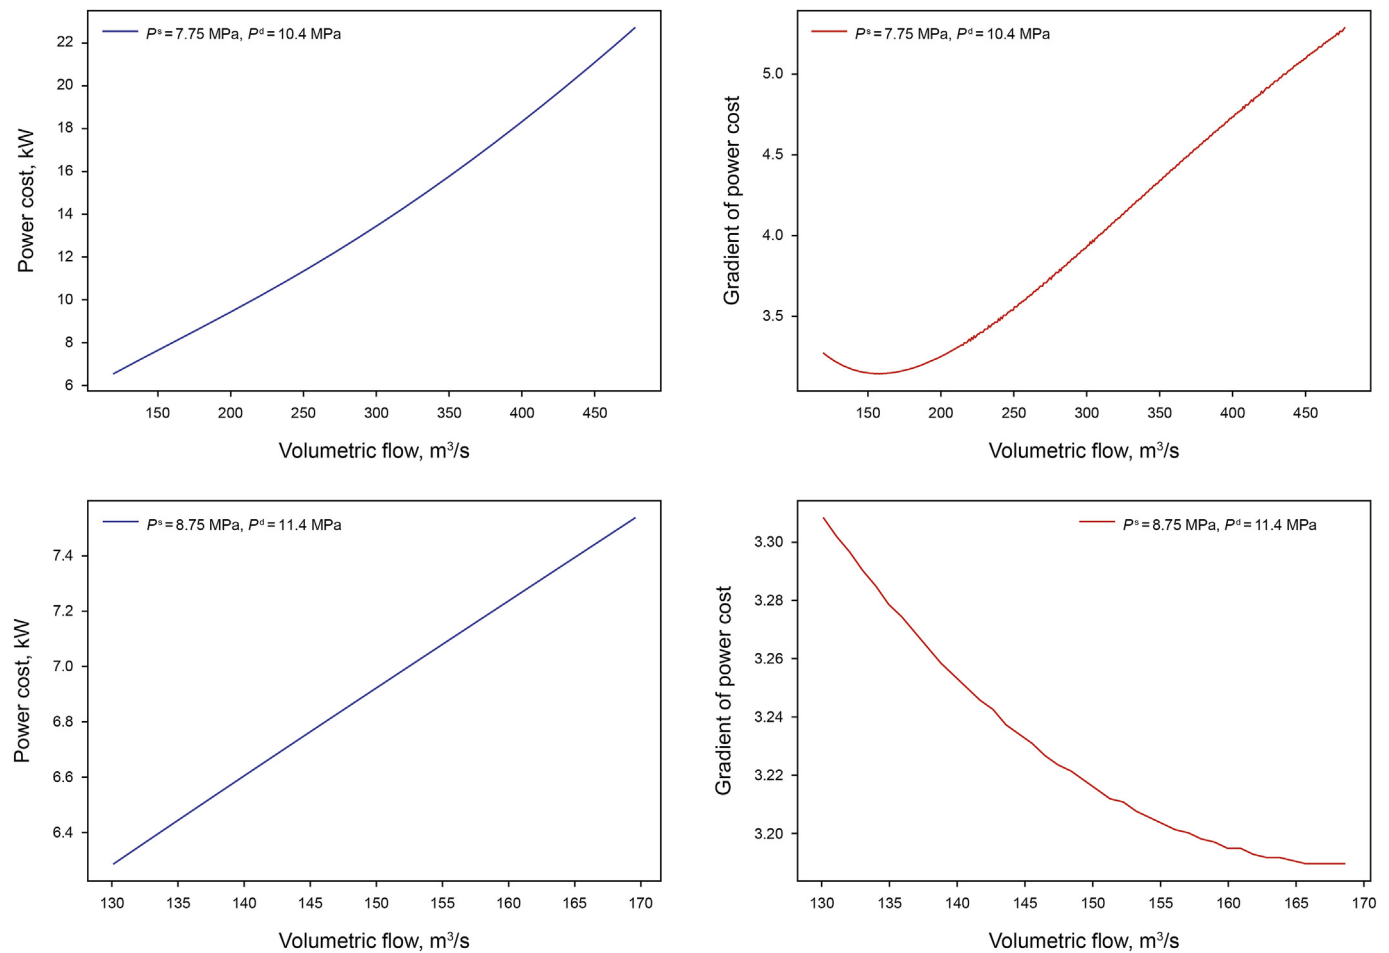 Pˢ = 7.75 MPa, Pᵈ = 10.4 MPa
Power cost, kW
22
20
18
16
14
12
10
8
6
150 200 250 300 350 400 450
Volumetric flow, m³/s
Pˢ = 7.75 MPa, Pᵈ = 10.4 MPa
Gradient of power cost
5.0
4.5
4.0
3.5
150 200 250 300 350 400 450
Volumetric flow, m³/s
Pˢ = 8.75 MPa, Pᵈ = 11.4 MPa
Power cost, kW
7.4
7.2
7.0
6.8
6.6
6.4
130 135 140 145 150 155 160 165 170
Volumetric flow, m³/s
Pˢ = 8.75 MPa, Pᵈ = 11.4 MPa
Gradient of power cost
3.30
3.28
3.26
3.24
3.22
3.20
130 135 140 145 150 155 160 165 170
Volumetric flow, m³/s